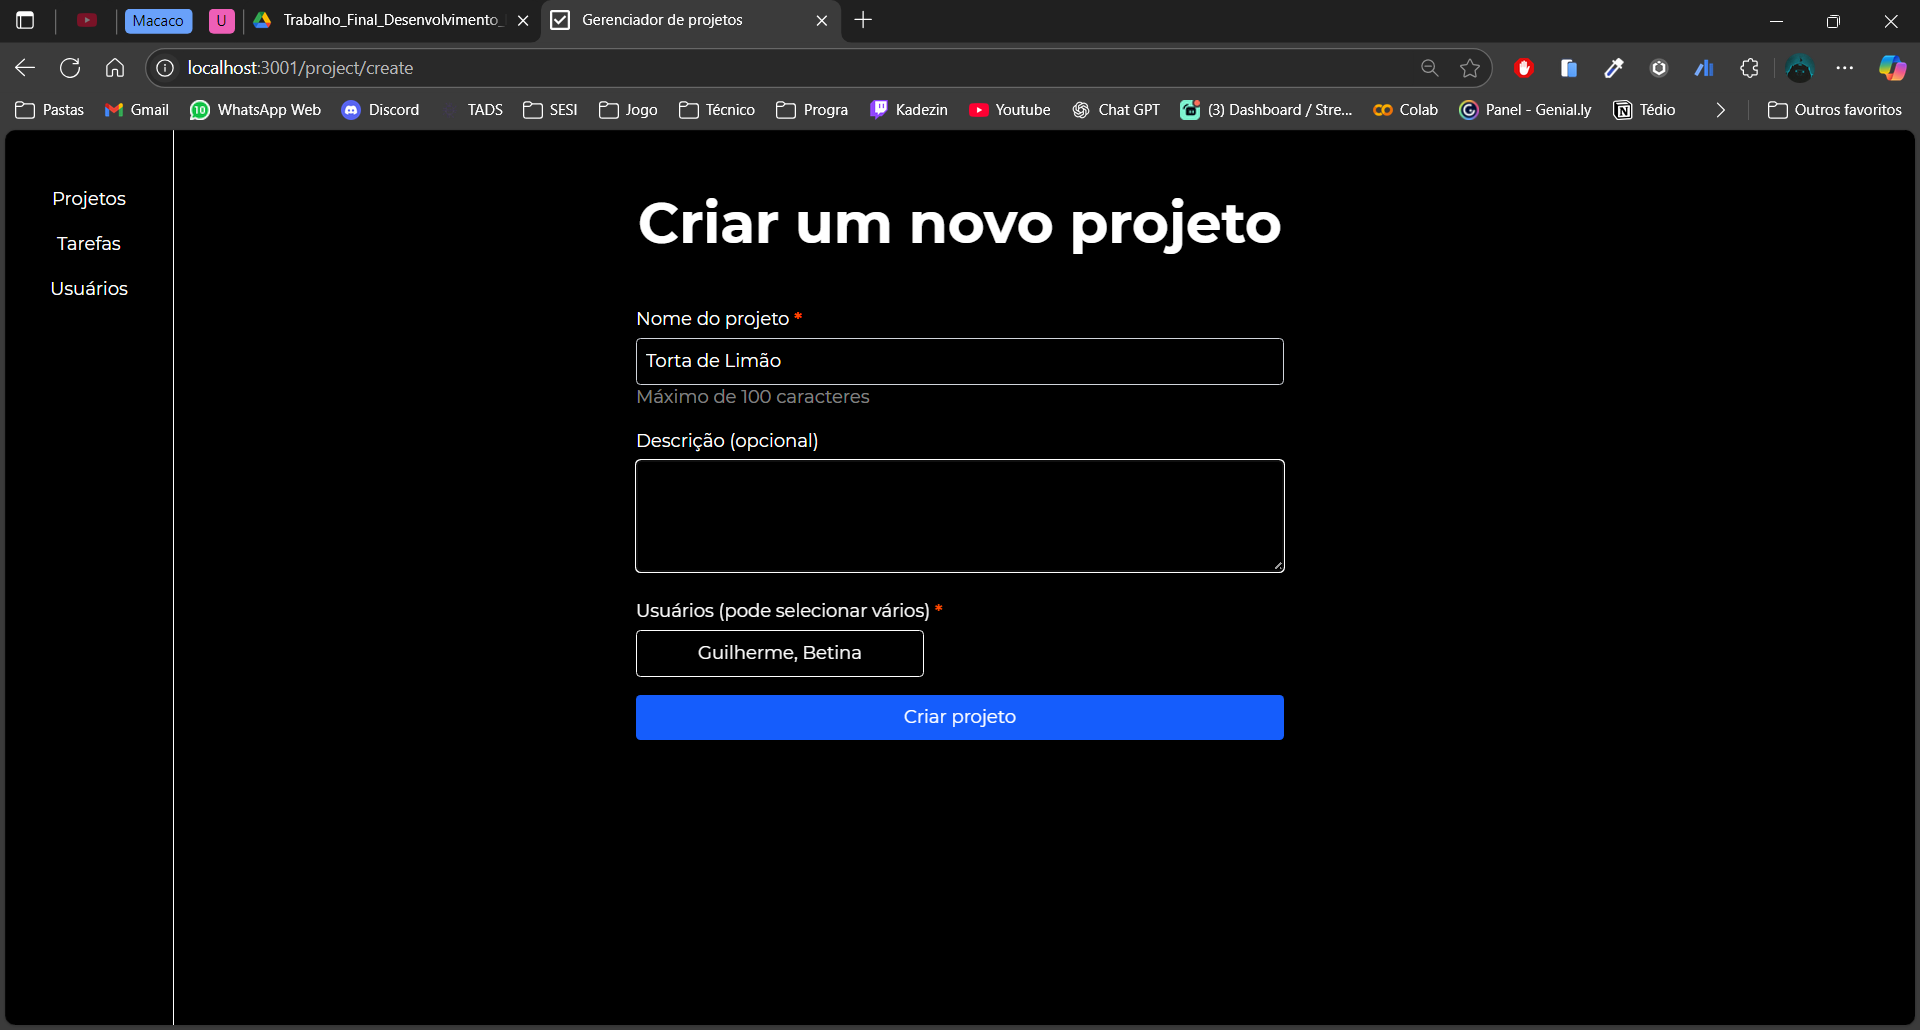 Macaco
U
Trabalho_Final_Desenvolvimento_
Gerenciador de projetos
localhost:3001/project/create
Pastas
Gmail
10
WhatsApp Web
Discord
TADS
SESI
Jogo
Técnico
Progra
Kadezin
Youtube
Chat GPT
(3) Dashboard / Stre...
Colab
Panel - Genial.ly
Tédio
Outros favoritos
Projetos
Tarefas
Usuários
Criar um novo projeto
Nome do projeto *
Torta de Limão
Máximo de 100 caracteres
Descrição (opcional)
Usuários (pode selecionar vários) *
Guilherme, Betina
Criar projeto